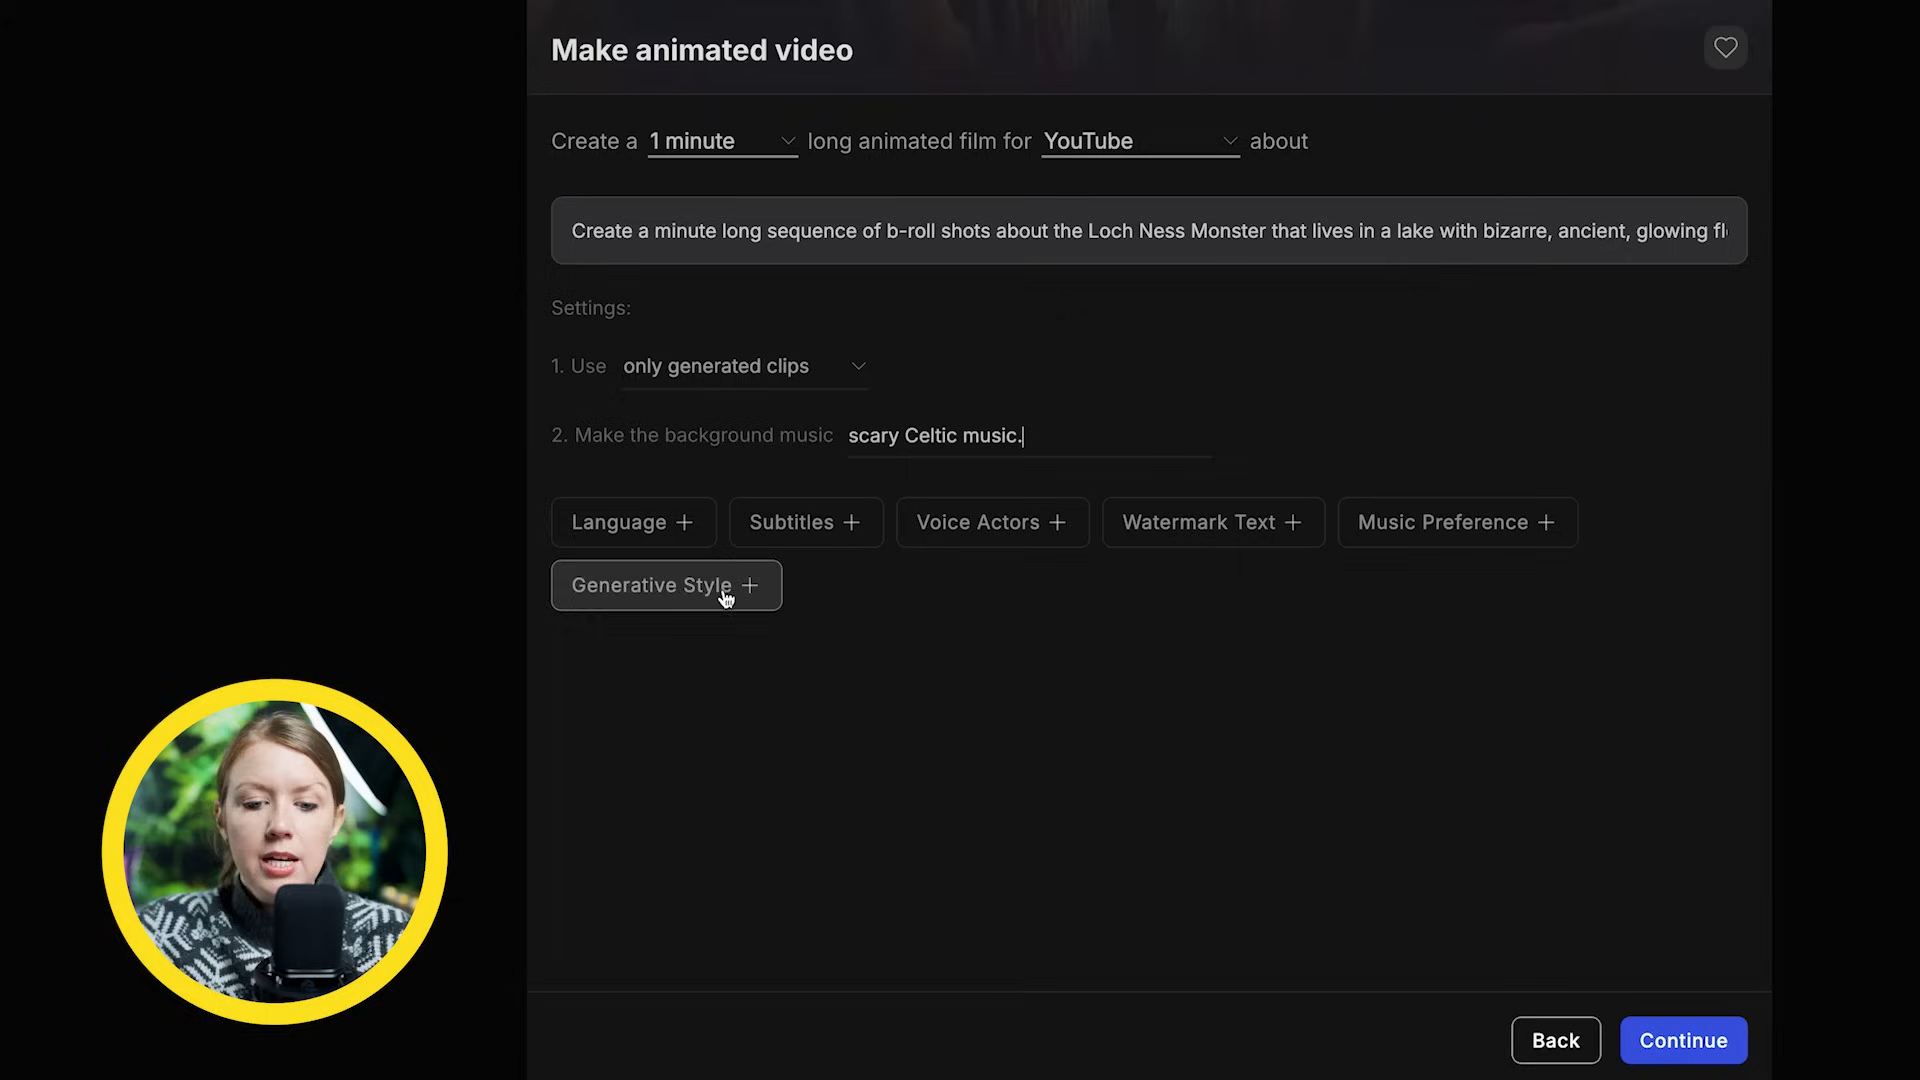 Make animated video
Create a 1 minute long animated film for YouTube about
Create a minute long sequence of b-roll shots about the Loch Ness Monster that lives in a lake with bizarre, ancient, glowing
Settings:
1. Use only generated clips
2. Make the background music scary Celtic music.
Language + Subtitles + Voice Actors + Watermark Text + Music Preference +
Generative Style +
Back Continue